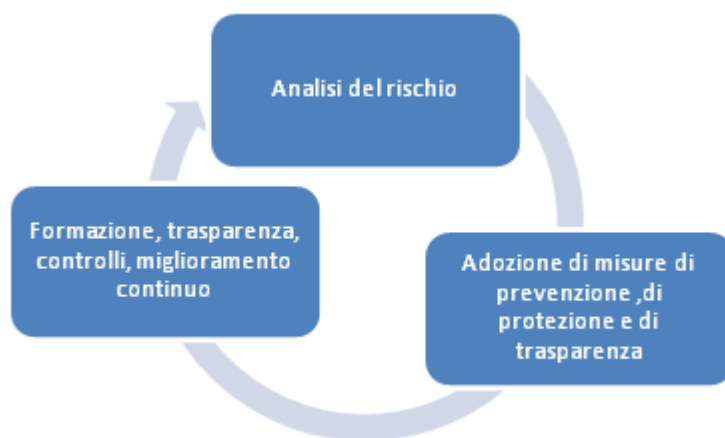 Analisi del rischio
Formazione, trasparenza,
controlli, miglioramento
continuo
Adozione di misure di
prevenzione ,di
protezione e di
trasparenza